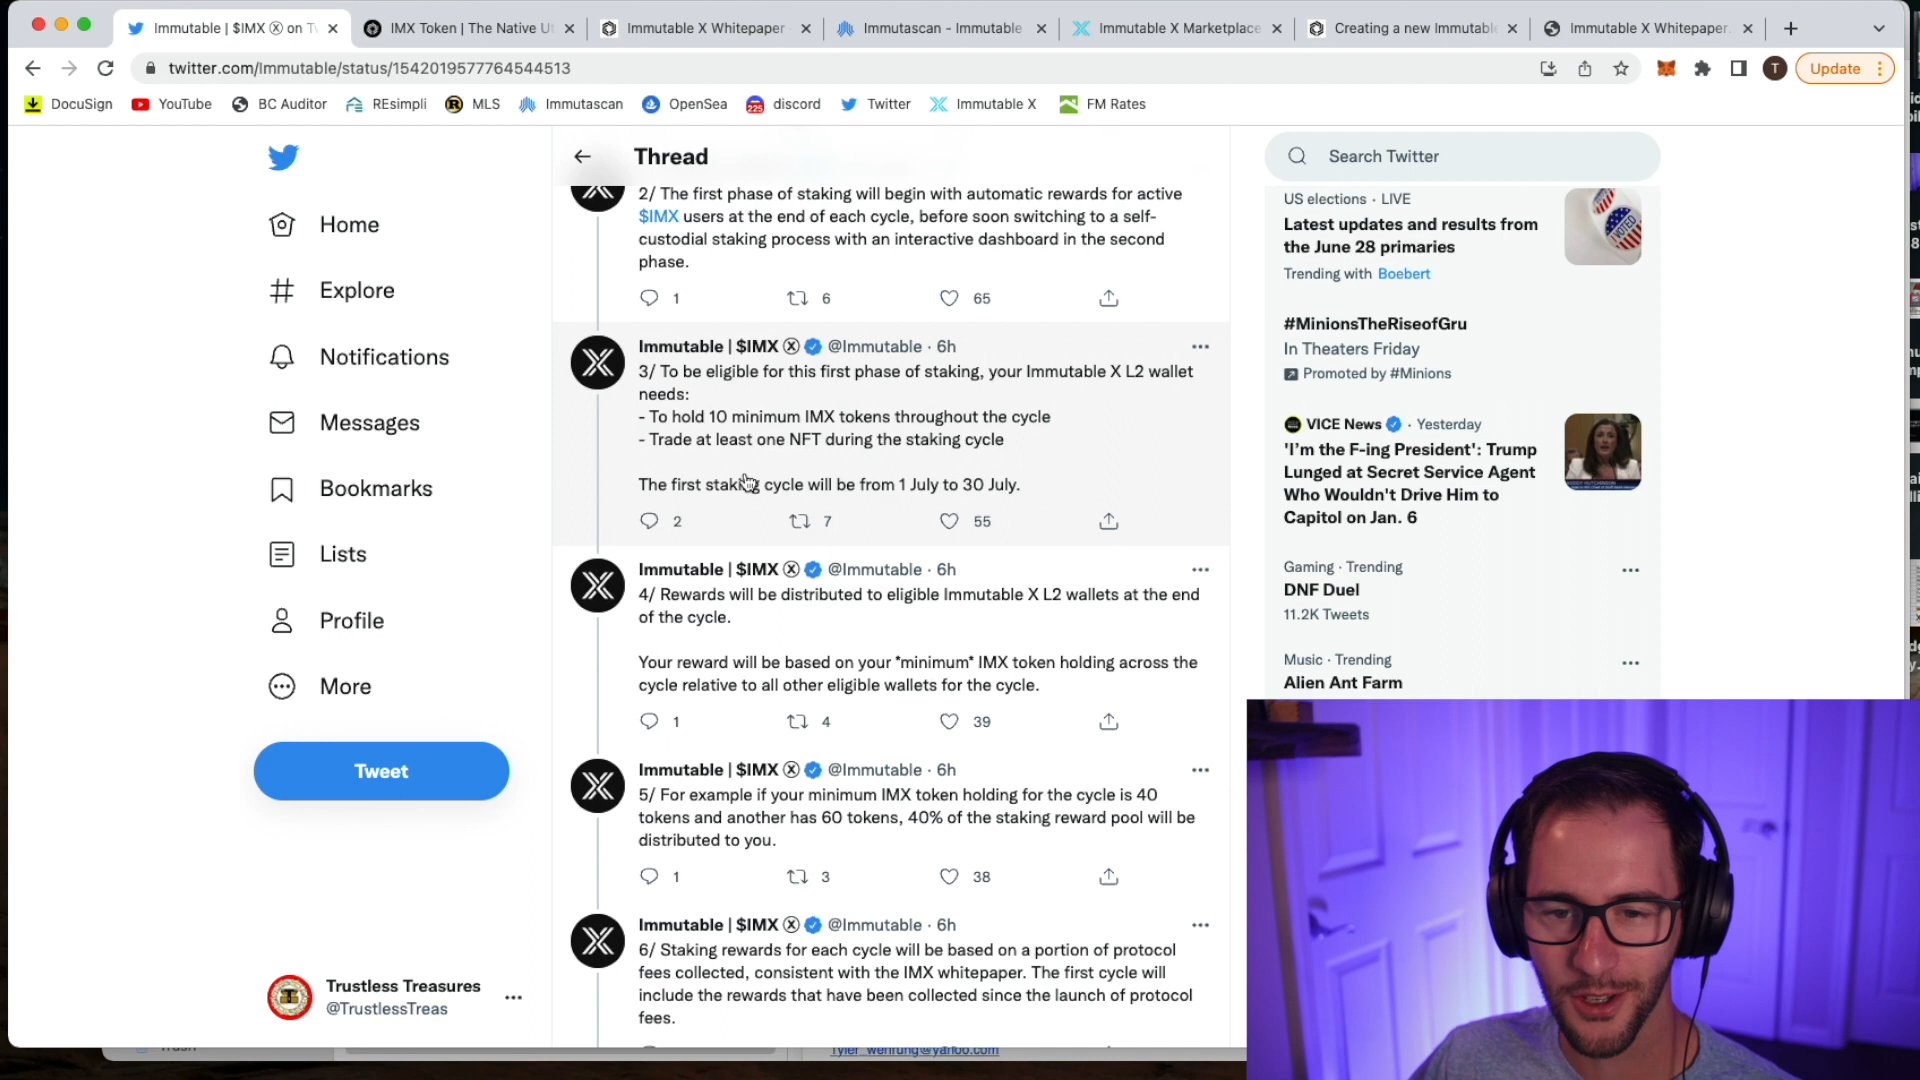 Immutable | $IMX ⓧ on Tw
IMX Token | The Native Ut
Immutable X Whitepaper
Immutascan - Immutable
Immutable X Marketplace
Creating a new Immutabl
Immutable X Whitepaper.
twitter.com/Immutable/status/1542019577764544513
T
Update
DocuSign
YouTube
BC Auditor
REsimpli
MLS
Immutascan
OpenSea
225
discord
Twitter
Immutable X
FM Rates
Home
Explore
Notifications
Messages
Bookmarks
Lists
Profile
More
Tweet
Trustless Treasures
@TrustlessTreas
Thread
2/ The first phase of staking will begin with automatic rewards for active
$IMX users at the end of each cycle, before soon switching to a self-
custodial staking process with an interactive dashboard in the second
phase.
1 6 65
Immutable | $IMX ⓧ @Immutable · 6h
3/ To be eligible for this first phase of staking, your Immutable X L2 wallet
needs:
- To hold 10 minimum IMX tokens throughout the cycle
- Trade at least one NFT during the staking cycle
The first staking cycle will be from 1 July to 30 July.
2 7 55
Immutable | $IMX ⓧ @Immutable · 6h
4/ Rewards will be distributed to eligible Immutable X L2 wallets at the end
of the cycle.
Your reward will be based on your *minimum* IMX token holding across the
cycle relative to all other eligible wallets for the cycle.
1 4 39
Immutable | $IMX ⓧ @Immutable · 6h
5/ For example if your minimum IMX token holding for the cycle is 40
tokens and another has 60 tokens, 40% of the staking reward pool will be
distributed to you.
1 3 38
Immutable | $IMX ⓧ @Immutable · 6h
6/ Staking rewards for each cycle will be based on a portion of protocol
fees collected, consistent with the IMX whitepaper. The first cycle will
include the rewards that have been collected since the launch of protocol
fees.
Search Twitter
US elections · LIVE
Latest updates and results from
the June 28 primaries
Trending with Boebert
VOTED
#MinionsTheRiseofGru
In Theaters Friday
Promoted by #Minions
VICE News · Yesterday
'I'm the F-ing President': Trump
Lunged at Secret Service Agent
Who Wouldn't Drive Him to
Capitol on Jan. 6
Gaming · Trending
DNF Duel
11.2K Tweets
Music · Trending
Alien Ant Farm
Trash
Tyler_wehrung@yahoo.com